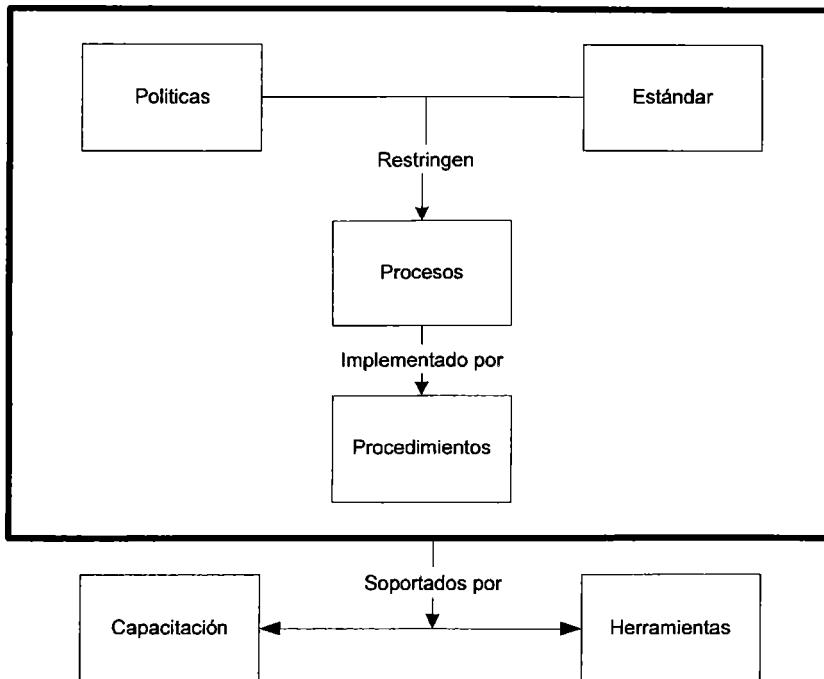 Politicas
Estándar
Restringen
Procesos
Implementado por
Procedimientos
Soportados por
Capacitación
Herramientas